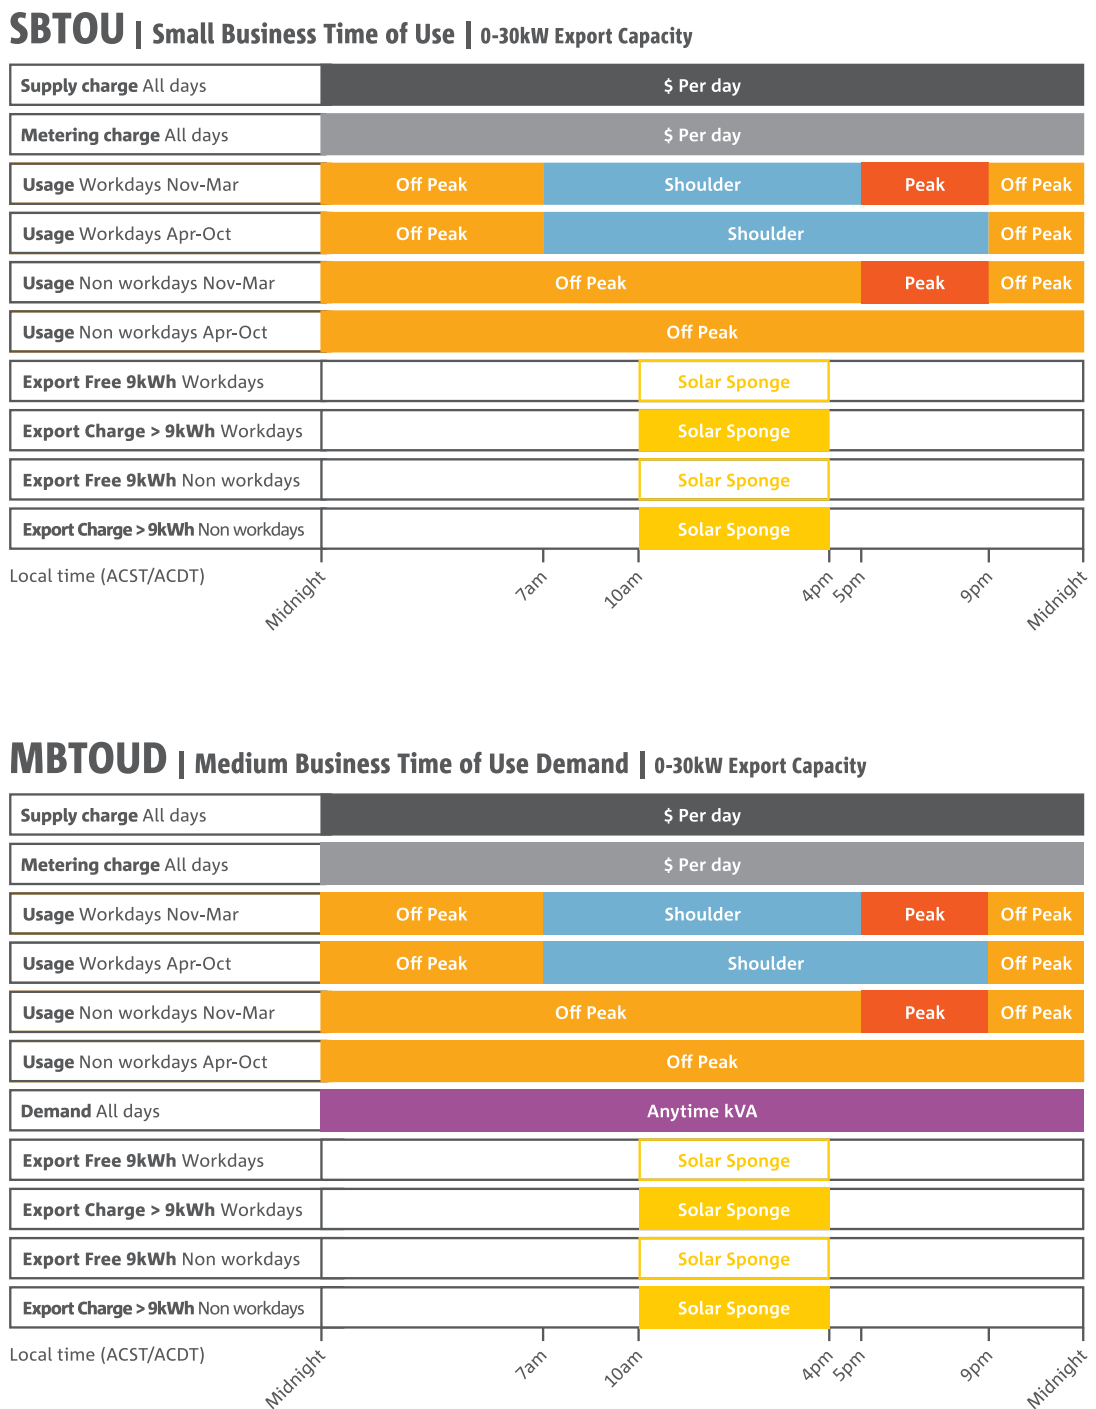 SBTOU | Small Business Time of Use | 0-30kW Export Capacity
Supply charge All days $ Per day
Metering charge All days $ Per day
Usage Workdays Nov-Mar Off Peak Shoulder Peak Off Peak
Usage Workdays Apr-Oct Off Peak Shoulder Off Peak
Usage Non workdays Nov-Mar Off Peak Peak Off Peak
Usage Non workdays Apr-Oct Off Peak
Export Free 9kWh Workdays Solar Sponge
Export Charge > 9kWh Workdays Solar Sponge
Export Free 9kWh Non workdays Solar Sponge
Export Charge > 9kWh Non workdays Solar Sponge
Local time (ACST/ACDT) Midnight 7am 10am 4pm 5pm 9pm Midnight
MBTOUD | Medium Business Time of Use Demand | 0-30kW Export Capacity
Supply charge All days $ Per day
Metering charge All days $ Per day
Usage Workdays Nov-Mar Off Peak Shoulder Peak Off Peak
Usage Workdays Apr-Oct Off Peak Shoulder Off Peak
Usage Non workdays Nov-Mar Off Peak Peak Off Peak
Usage Non workdays Apr-Oct Off Peak
Demand All days Anytime kVA
Export Free 9kWh Workdays Solar Sponge
Export Charge > 9kWh Workdays Solar Sponge
Export Free 9kWh Non workdays Solar Sponge
Export Charge > 9kWh Non workdays Solar Sponge
Local time (ACST/ACDT) Midnight 7am 10am 4pm 5pm 9pm Midnight